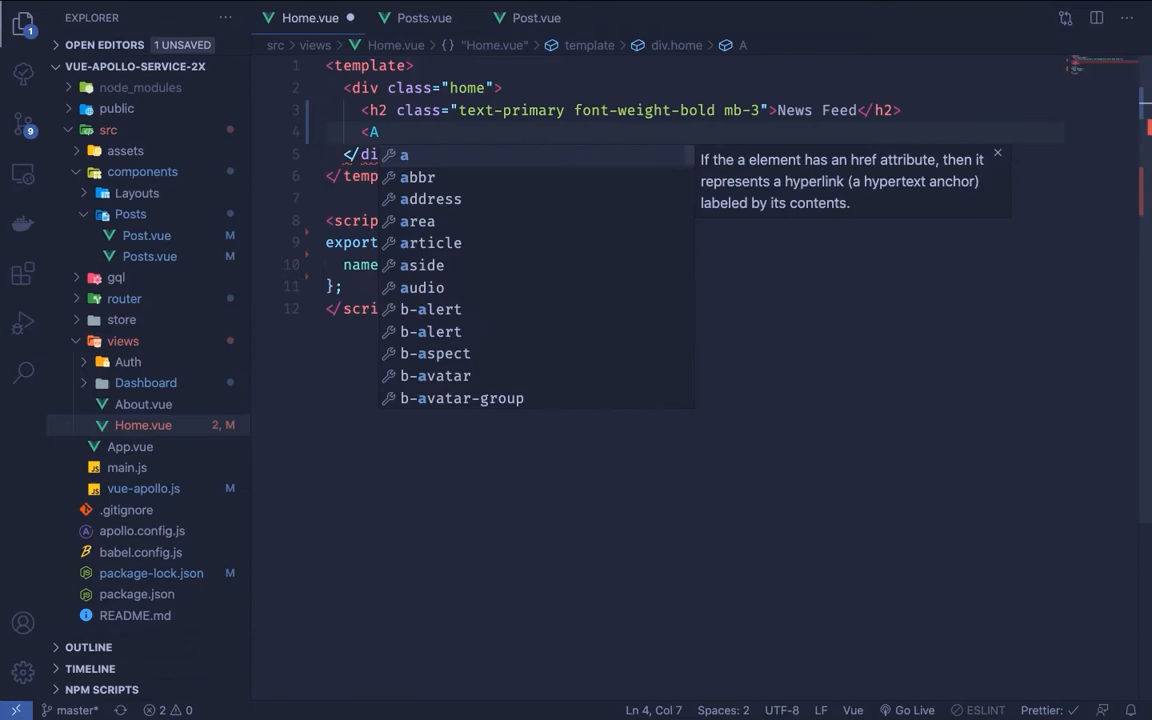 EXPLORER
Home.vue
Posts.vue
Post.vue
OPEN EDITORS 1 UNSAVED
src > views > Home.vue > {} "Home.vue" > template > div.home > A
VUE-APOLLO-SERVICE-2X
node_modules
public
src
assets
components
Layouts
Posts
Post.vue M
Posts.vue M
gql
router
store
views
Auth
Dashboard
About.vue
Home.vue 2, M
App.vue
main.js
vue-apollo.js M
.gitignore
apollo.config.js
babel.config.js
package-lock.json M
package.json
README.md
OUTLINE
TIMELINE
NPM SCRIPTS
1 <template>
2 <div class="home">
3 <h2 class="text-primary font-weight-bold mb-3">News Feed</h2>
4 <A
5 </di
6 </temp
7
8 <scrip
9 export
10 name
11 };
12 </scri
a
abbr
address
area
article
aside
audio
b-alert
b-alert
b-aspect
b-avatar
b-avatar-group
If the a element has an href attribute, then it
represents a hyperlink (a hypertext anchor)
labeled by its contents.
1
9
master* 2 0 Ln 4, Col 7 Spaces: 2 UTF-8 LF Vue Go Live ESLINT Prettier: ✓